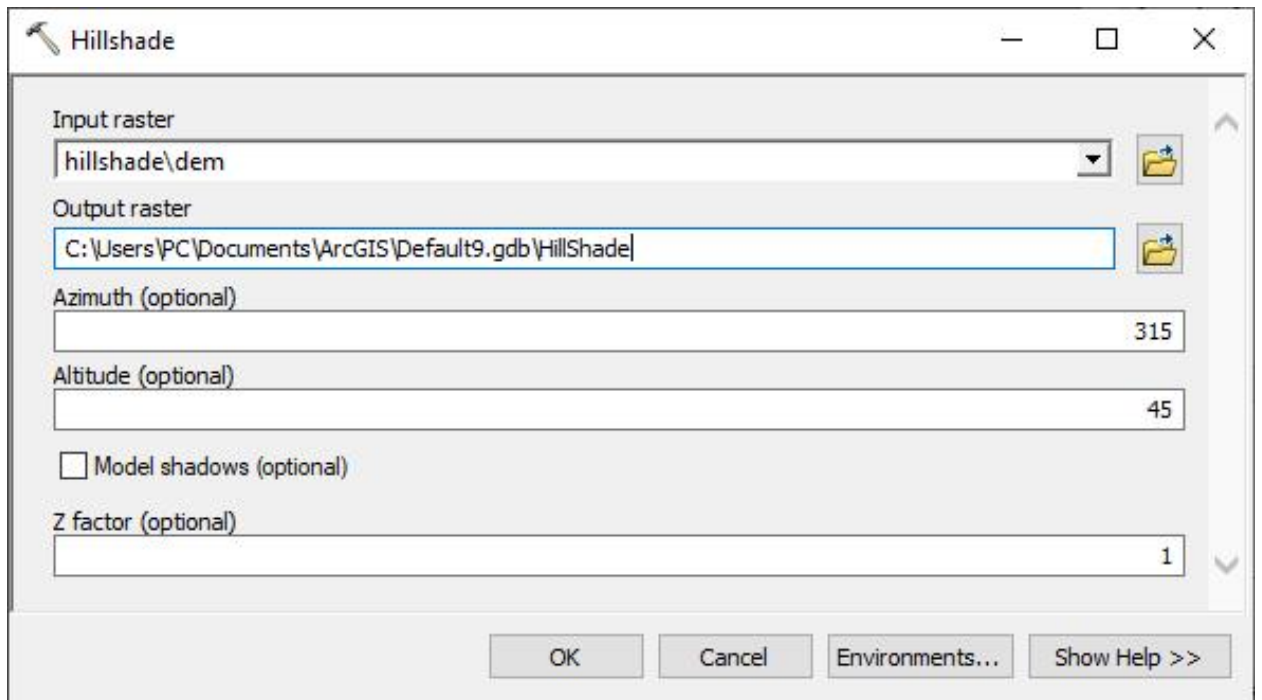 Hillshade
Input raster
hillshade\dem
Output raster
C:\Users\PC\Documents\ArcGIS\Default9.gdb\HillShade
Azimuth (optional)
315
Altitude (optional)
45
Model shadows (optional)
Z factor (optional)
1
OK Cancel Environments... Show Help >>